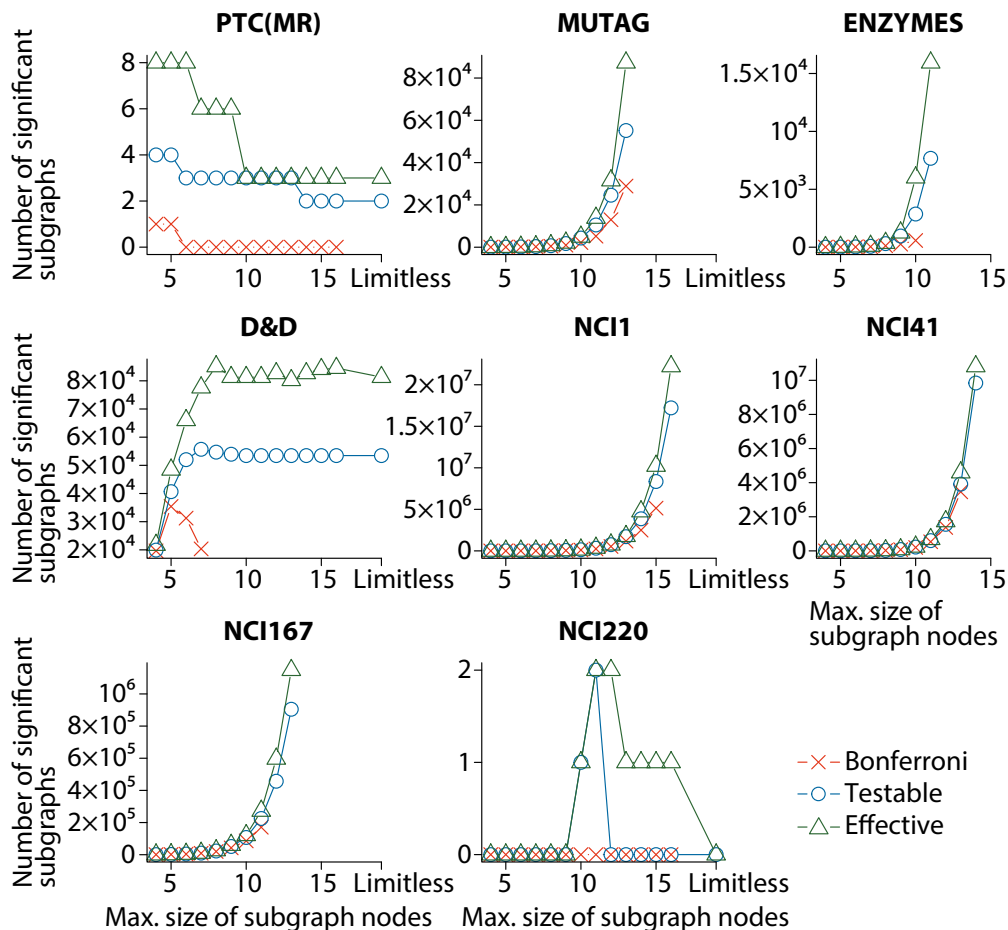 PTC(MR)
MUTAG
ENZYMES
Number of significant
subgraphs
8
6
4
2
0
5
10
15
Limitless
8×10⁴
6×10⁴
4×10⁴
2×10⁴
0
5
10
15
Limitless
1.5×10⁴
10⁴
5×10³
0
5
10
15
D&D
NCI1
NCI41
Number of significant
subgraphs
8×10⁴
7×10⁴
6×10⁴
5×10⁴
4×10⁴
3×10⁴
2×10⁴
5
10
15
Limitless
2×10⁷
1.5×10⁷
10⁷
5×10⁶
0
5
10
15
Limitless
10⁷
8×10⁶
6×10⁶
4×10⁶
2×10⁶
0
5
10
15
Max. size of
subgraph nodes
NCI167
NCI220
Number of significant
subgraphs
10⁶
8×10⁵
6×10⁵
4×10⁵
2×10⁵
0
5
10
15
Limitless
Max. size of subgraph nodes
2
1
0
5
10
15
Limitless
Max. size of subgraph nodes
Bonferroni
Testable
Effective